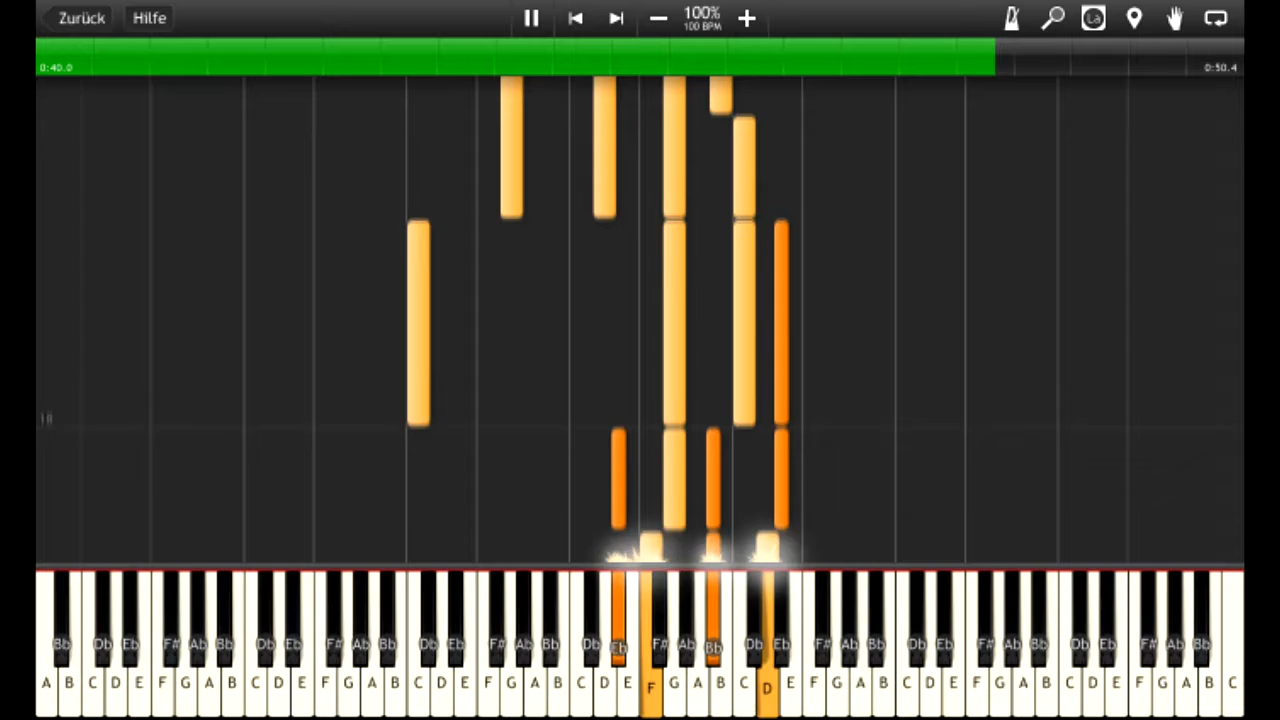 Zurück Hilfe 100% La
100 BPM
0:40.0 0:50.4
Bb Db Eb F# Ab Bb Db Eb F# Ab Bb Db Eb F# Ab Bb Db Eb F# Ab Bb Db Eb F# Ab Bb Db Eb F# Ab Bb Db Eb F# Ab Bb
A B C D E F G A B C D E F G A B C D E F G A B C D E F G A B C D E F G A B C D E F G A B C D E F G A B C